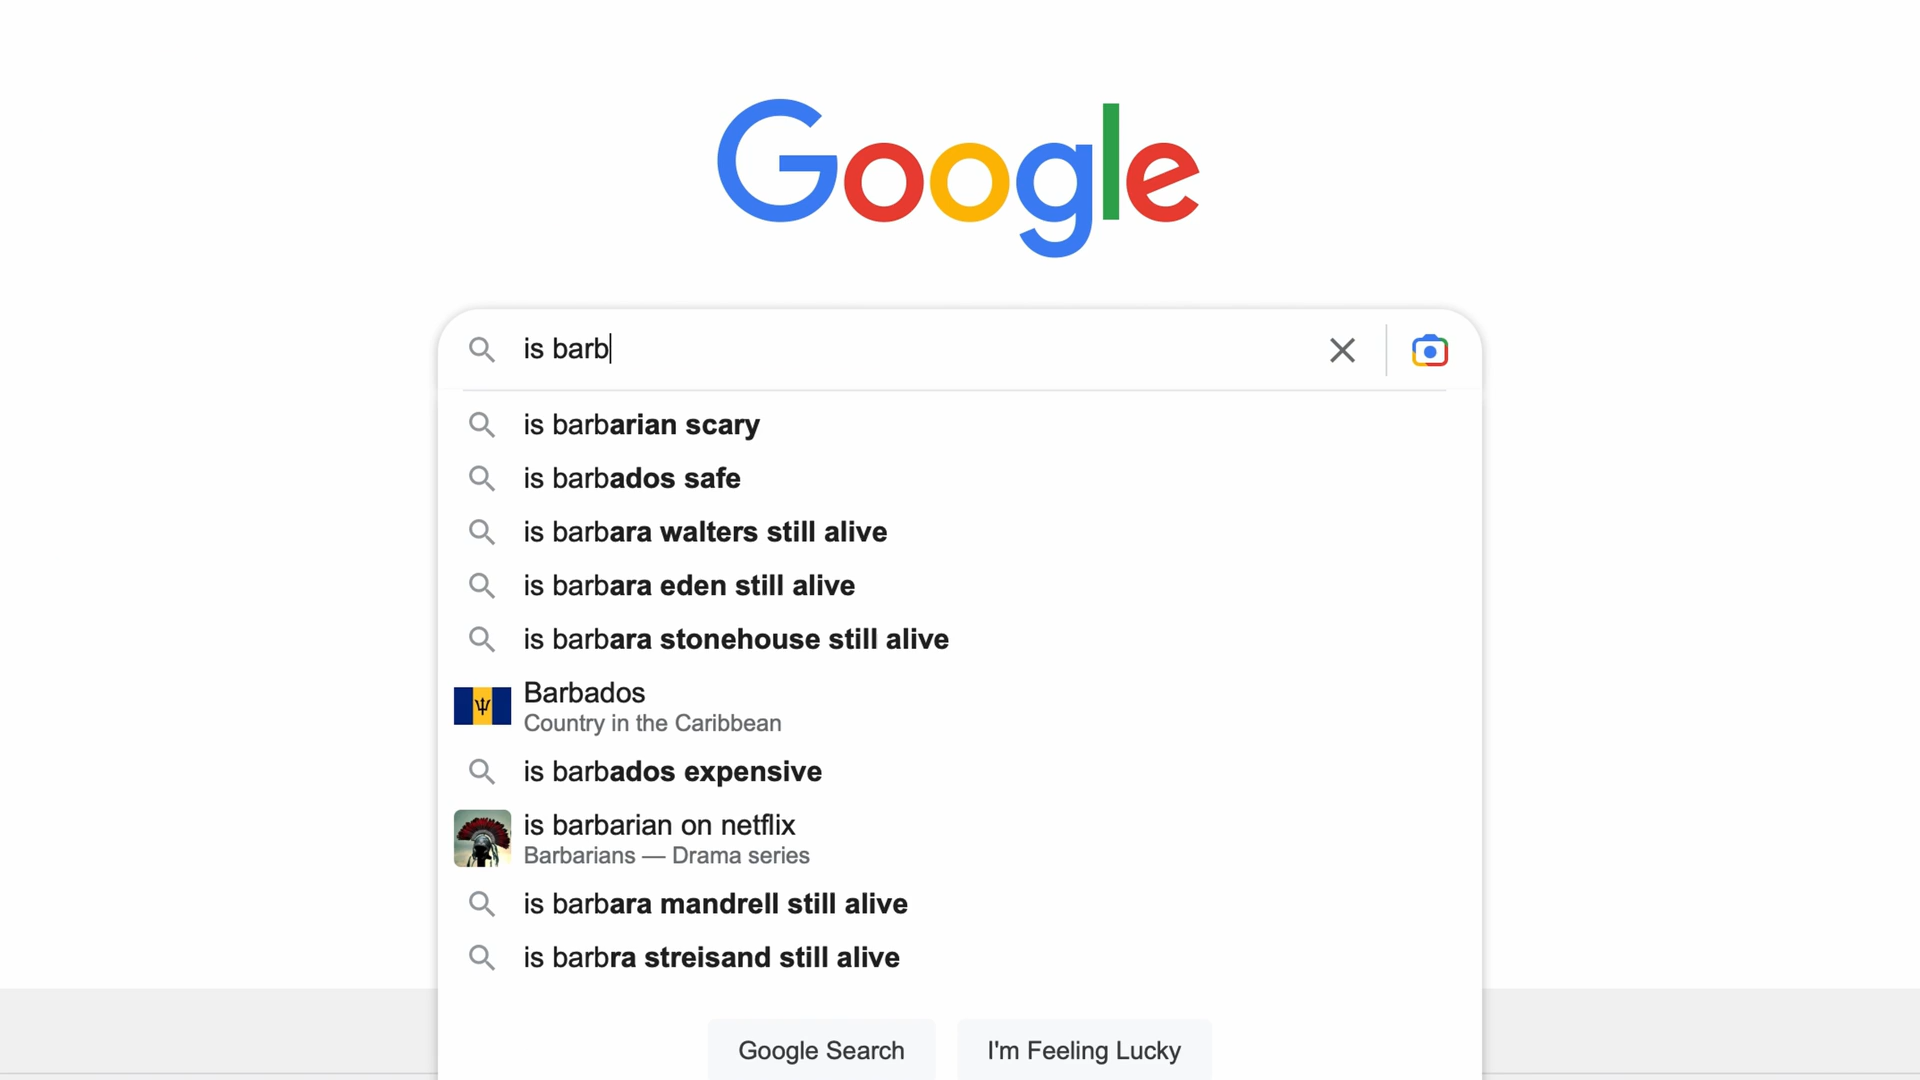 Google
is barb
is barbarian scary
is barbados safe
is barbara walters still alive
is barbara eden still alive
is barbara stonehouse still alive
Barbados
Country in the Caribbean
is barbados expensive
is barbarian on netflix
Barbarians — Drama series
is barbara mandrell still alive
is barbra streisand still alive
Google Search
I'm Feeling Lucky